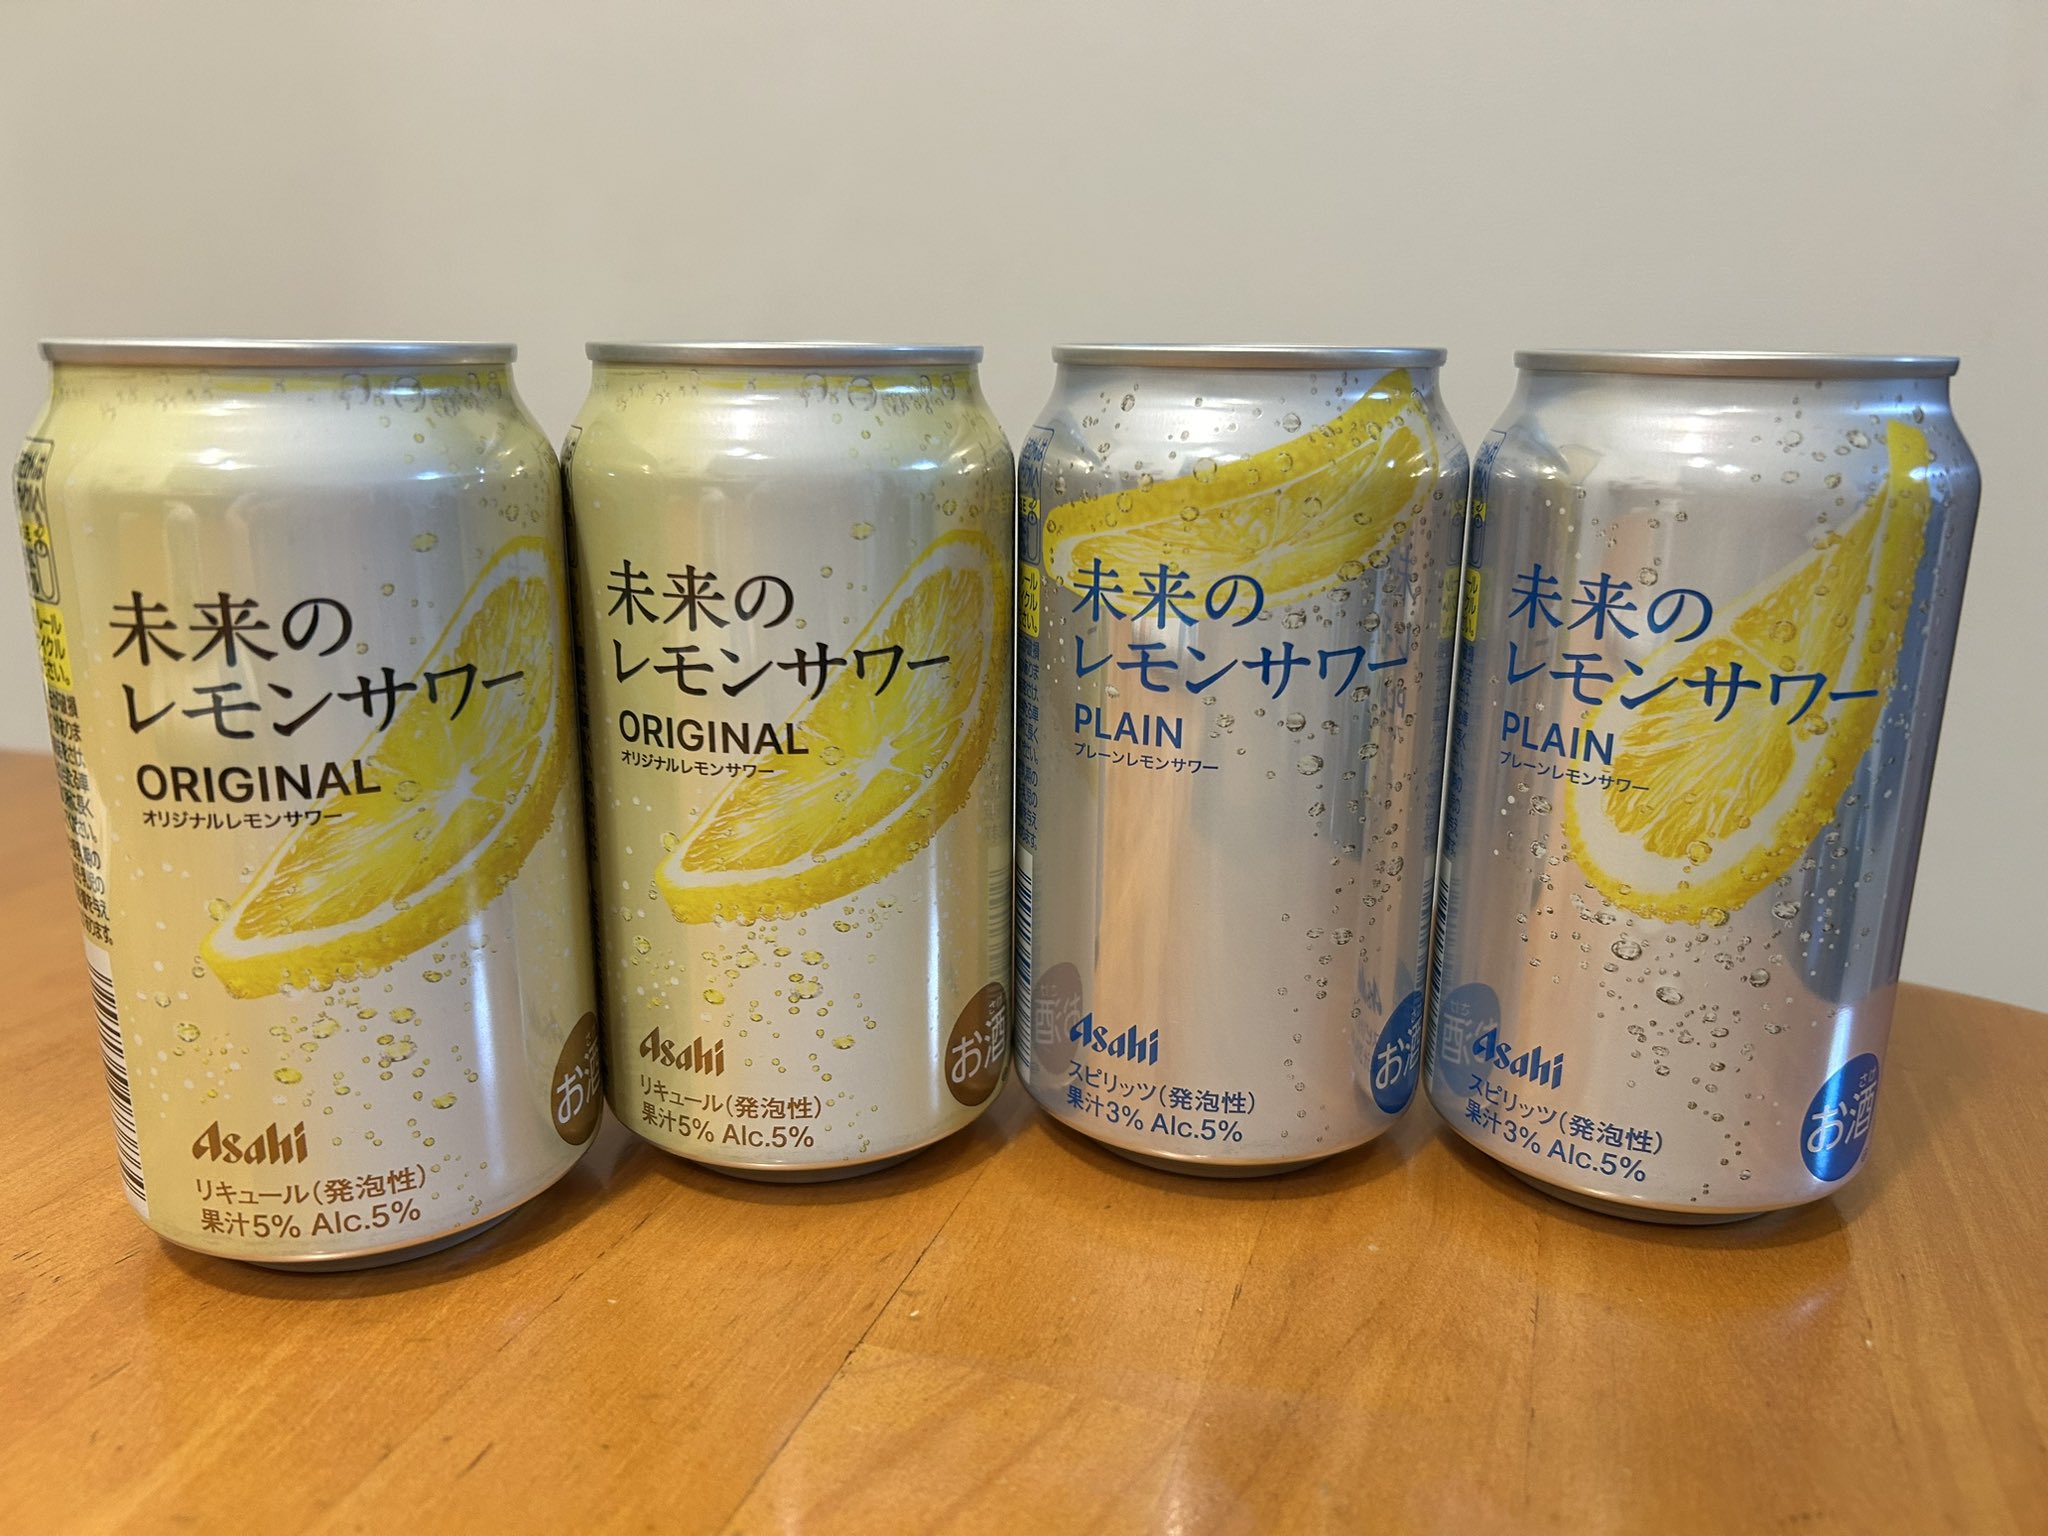 未来の
レモンサワー
ORIGINAL
オリジナルレモンサワー
Asahi
リキュール(発泡性)
果汁5% Alc.5%
お酒
未来の
レモンサワー
ORIGINAL
オリジナルレモンサワー
Asahi
リキュール(発泡性)
果汁5% Alc.5%
さけ
お酒
未来の
レモンサワー
PLAIN
プレーンレモンサワー
Asahi
スピリッツ(発泡性)
果汁3% Alc.5%
お酒
未来の
レモンサワー
PLAIN
プレーンレモンサワー
Asahi
スピリッツ(発泡性)
果汁3% Alc.5%
さけ
お酒